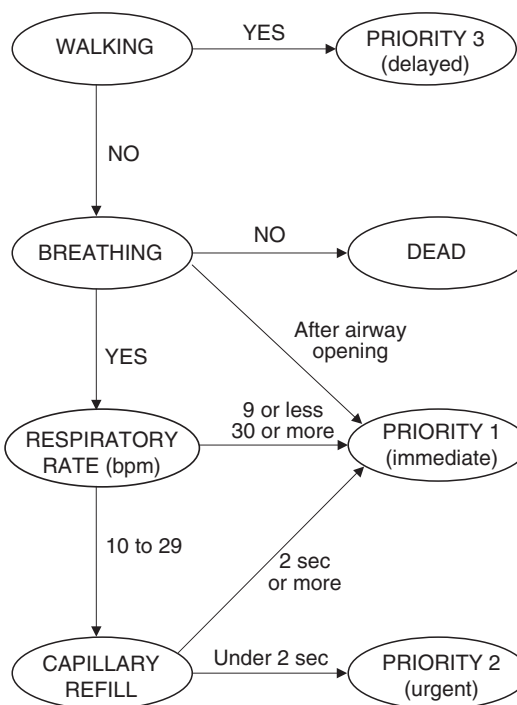 WALKING
YES
PRIORITY 3
(delayed)
NO
BREATHING
NO
DEAD
After airway
opening
YES
RESPIRATORY
RATE (bpm)
9 or less
30 or more
PRIORITY 1
(immediate)
10 to 29
2 sec
or more
CAPILLARY
REFILL
Under 2 sec
PRIORITY 2
(urgent)